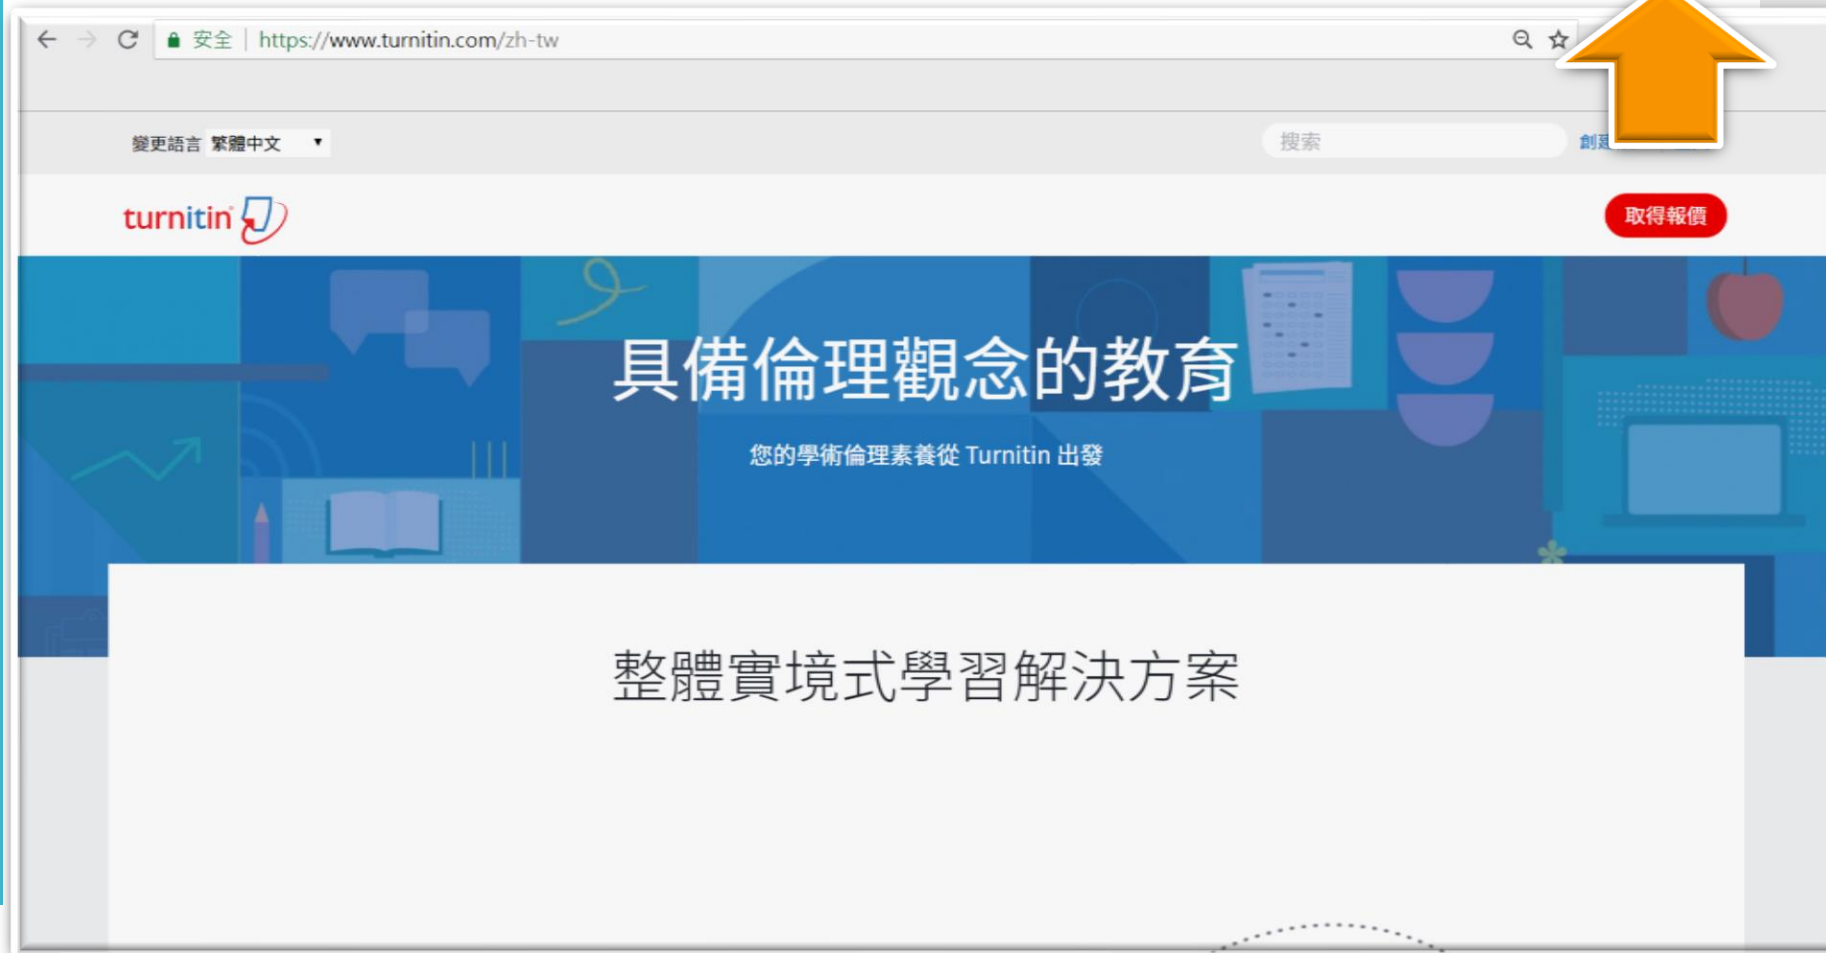 安全 | https://www.turnitin.com/zh-tw
變更語言 繁體中文
搜索
創建
turnitin
取得報價
具備倫理觀念的教育
您的學術倫理素養從 Turnitin 出發
整體實境式學習解決方案